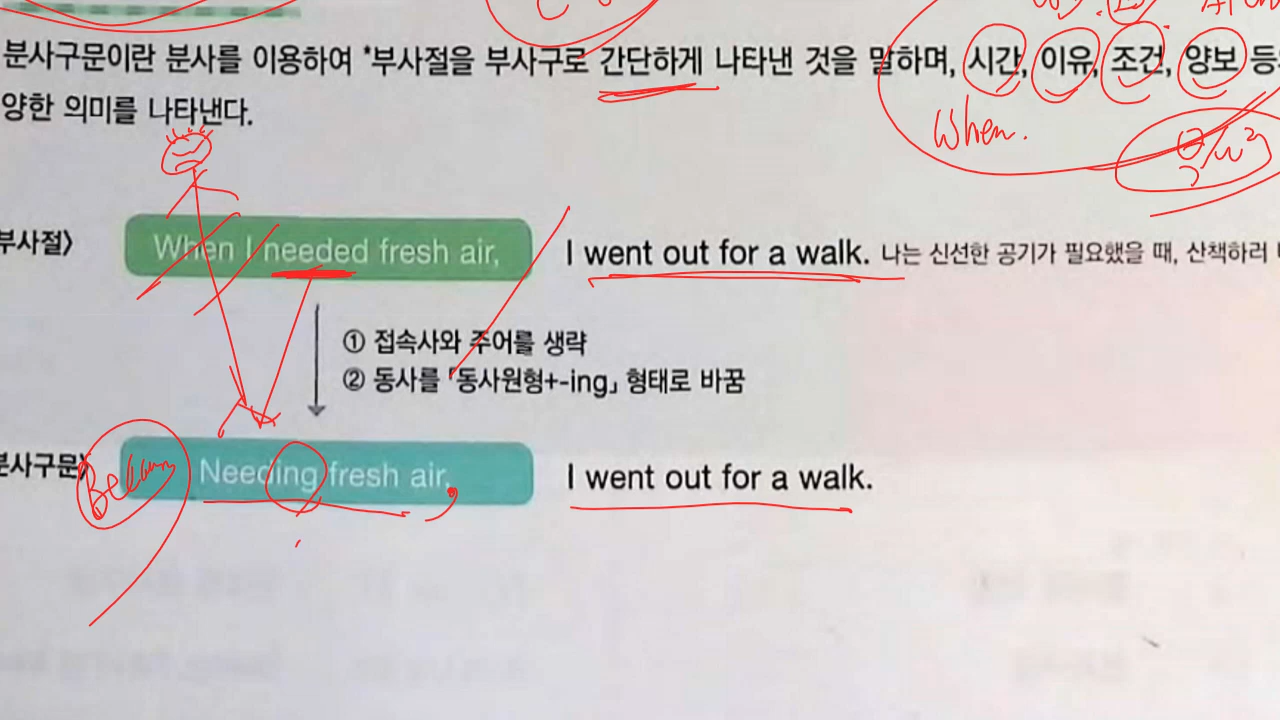 분사구문이란 분사를 이용하여 *부사절을 부사구로 간단하게 나타낸 것을 말하며, 시간, 이유, 조건, 양보 등
양한 의미를 나타낸다.
When.
부사절〉 When I needed fresh air, I went out for a walk. 나는 신선한 공기가 필요했을 때, 산책하러
① 접속사와 주어를 생략
② 동사를 「동사원형+-ing」 형태로 바꿈
분사구문〉 Needing fresh air, I went out for a walk.